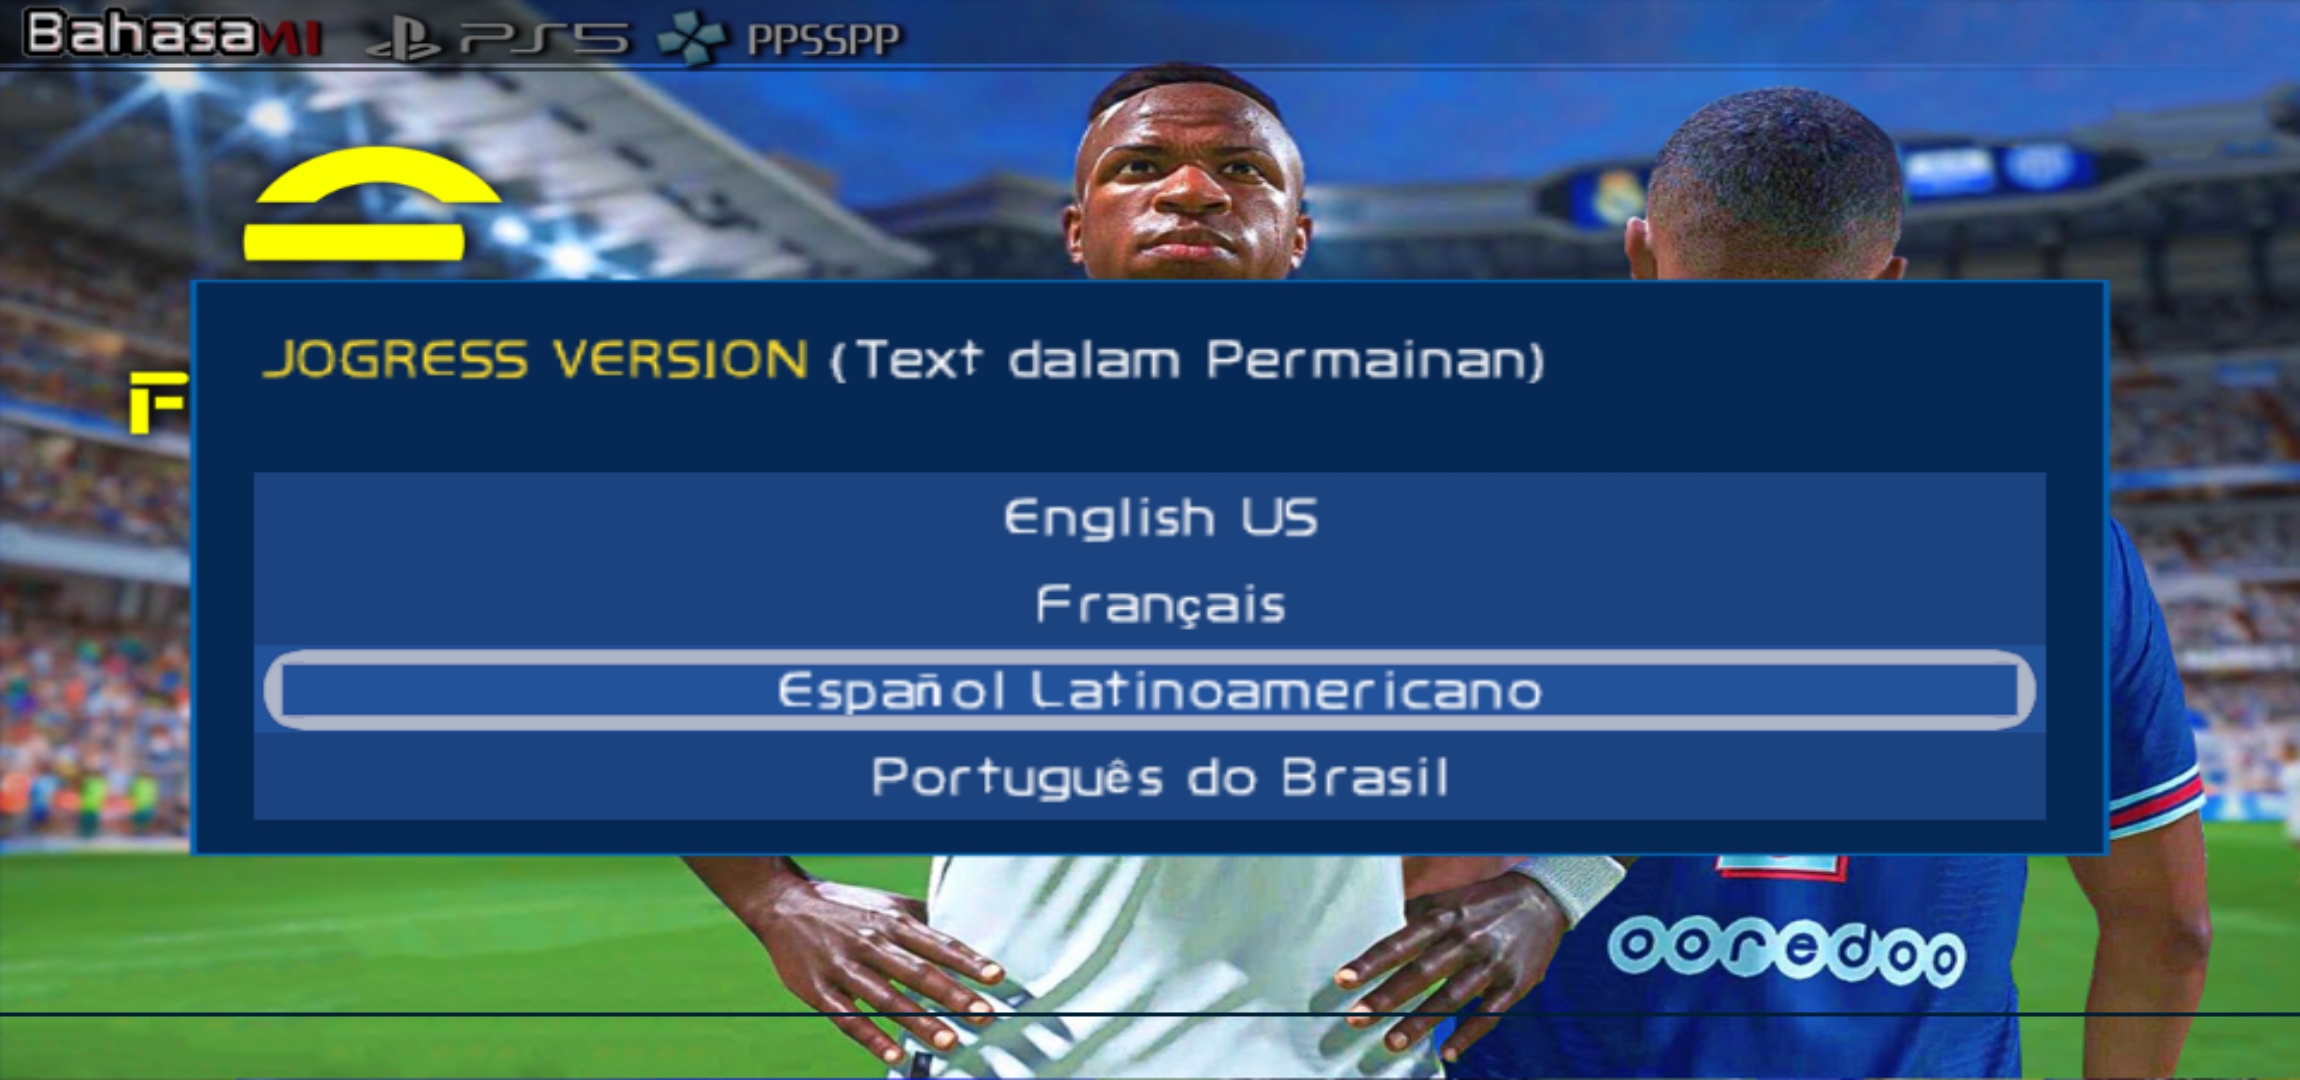 BahasaMI PS5 PPSSPP
F
JOGRESS VERSION (Text dalam Permainan)
English US
Français
Español Latinoamericano
Português do Brasil
ooredoo